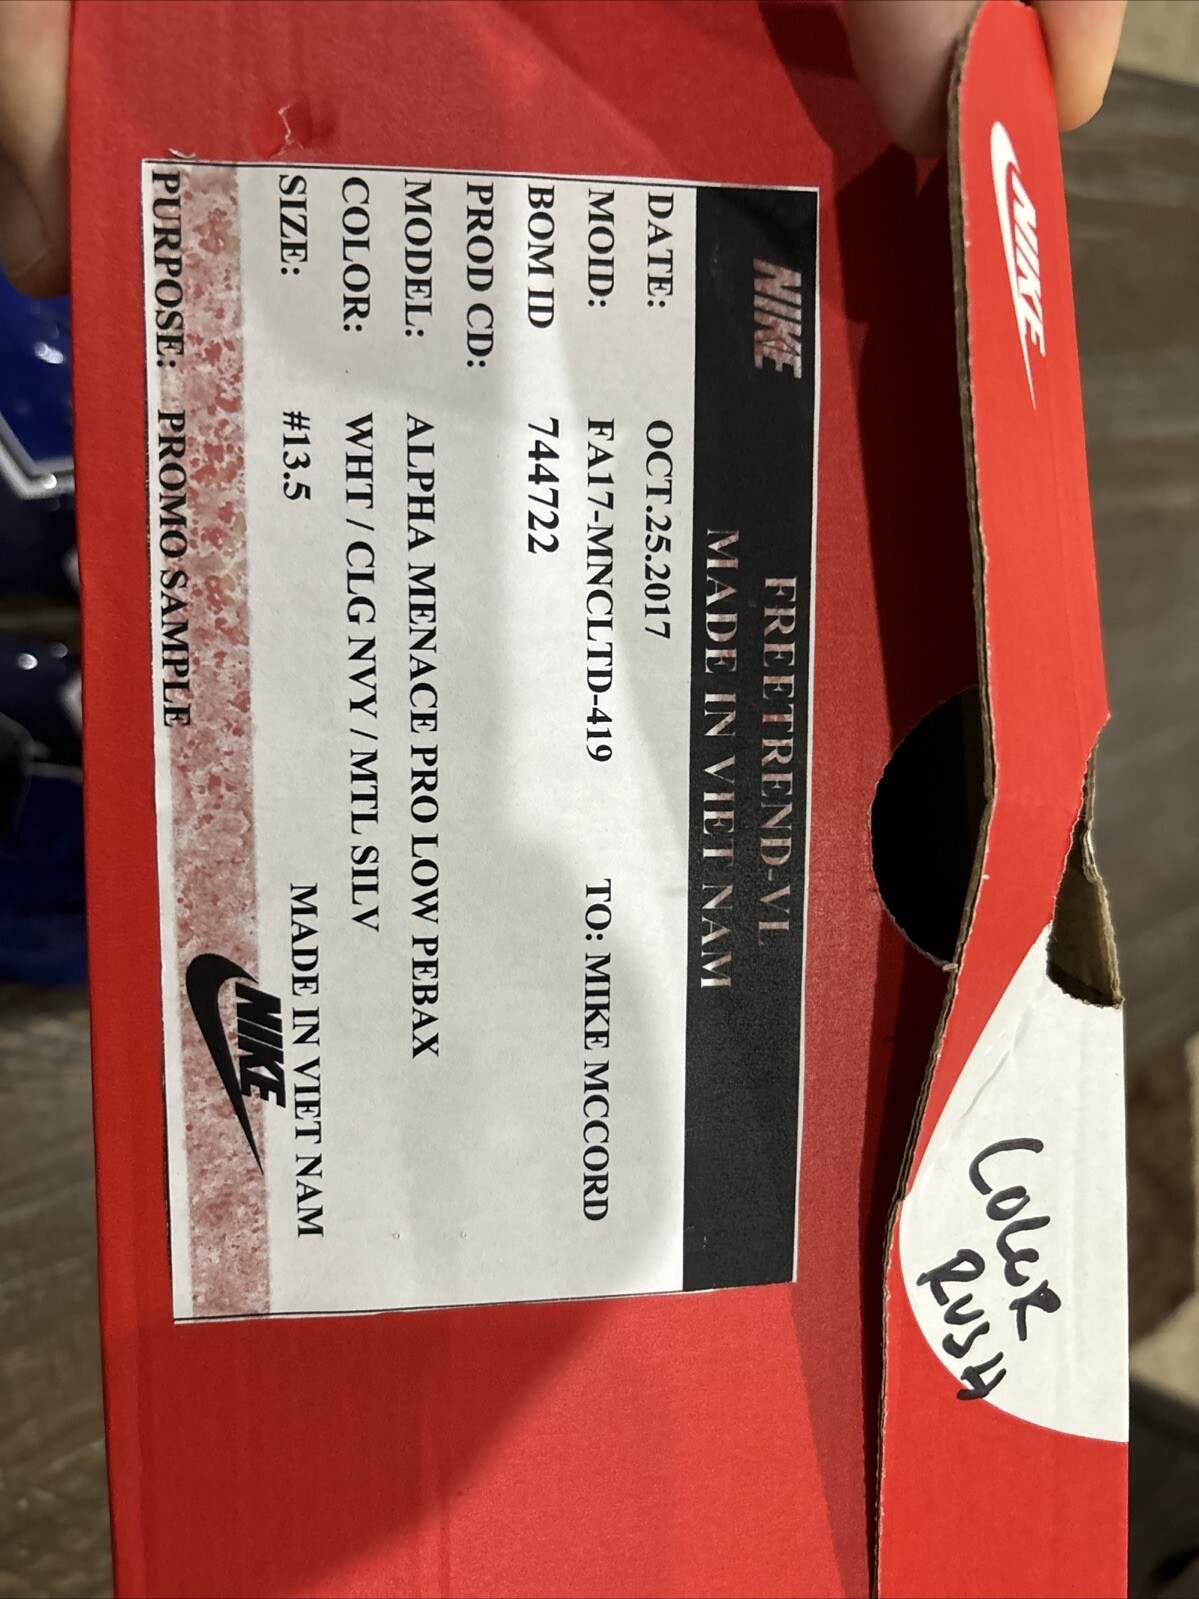 NIKE
COLOR
RUSH
NIKE
FREETREND-VL
MADE IN VIET NAM
DATE: OCT.25.2017
MOID: FA17-MNCLTD-419 TO: MIKE MCCORD
BOM ID 744722
PROD CD:
MODEL: ALPHA MENACE PRO LOW PEBAX
COLOR: WHT / CLG NVY / MTL SILV
SIZE: #13.5 MADE IN VIET NAM
NIKE
PURPOSE: PROMO SAMPLE